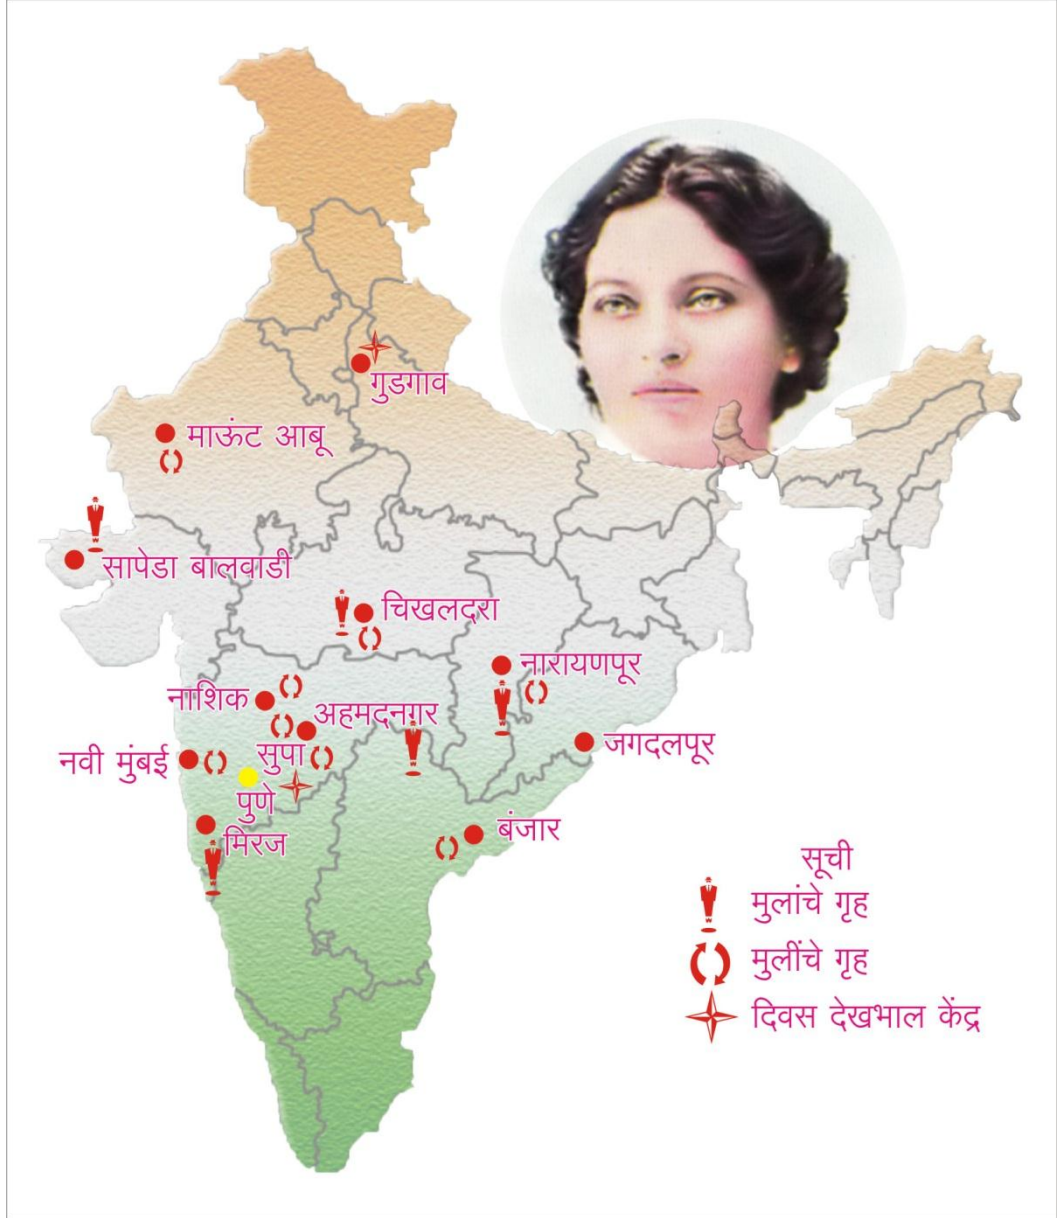 गुडगाव
माऊंट आबू
सापेडा बालवाडी
चिखलदरा
नारायणपूर
नाशिक
अहमदनगर
जगदलपूर
सुपा
नवी मुंबई
पुणे
मिरज
बंजार
सूची
मुलांचे गृह
मुलींचे गृह
दिवस देखभाल केंद्र